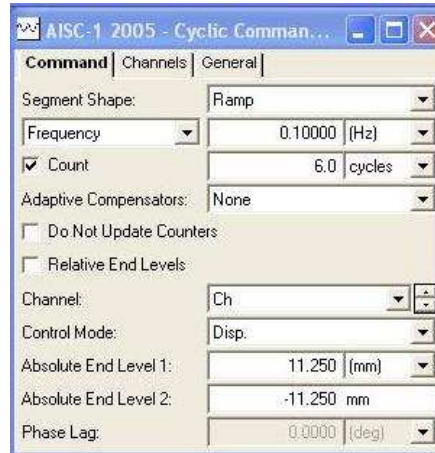 AISC-1 2005 - Cyclic Comman...
Command Channels General
Segment Shape: Ramp
Frequency 0.10000 (Hz)
Count 6.0 cycles
Adaptive Compensators: None
Do Not Update Counters
Relative End Levels
Channel: Ch
Control Mode: Disp.
Absolute End Level 1: 11.250 (mm)
Absolute End Level 2: -11.250 mm
Phase Lag: 0.0000 (deg)